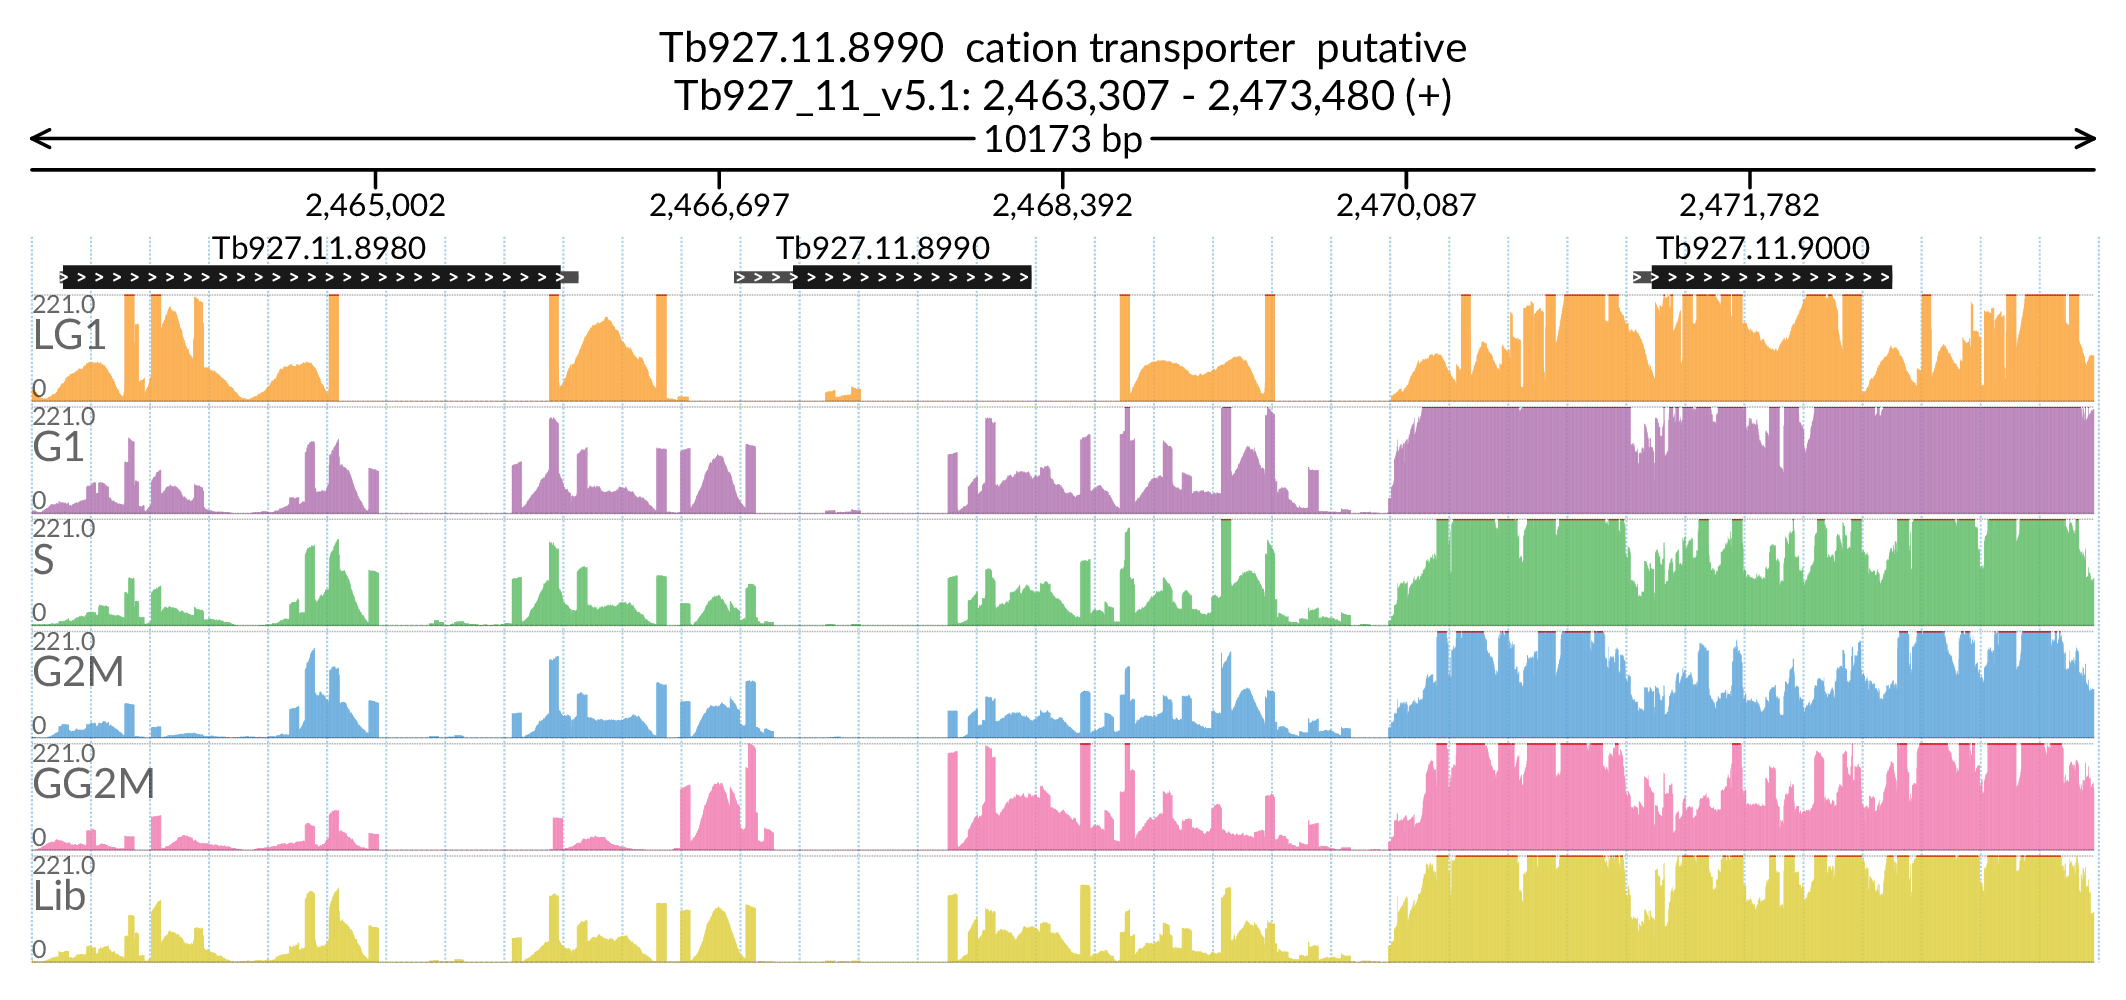 Tb927.11.8990  cation transporter  putative
Tb927_11_v5.1: 2,463,307 - 2,473,480 (+)
10173 bp
2,465,002 2,466,697 2,468,392 2,470,087 2,471,782
Tb927.11.8980 Tb927.11.8990 Tb927.11.9000
221.0
LG1
0
221.0
G1
0
221.0
S
0
221.0
G2M
0
221.0
GG2M
0
221.0
Lib
0